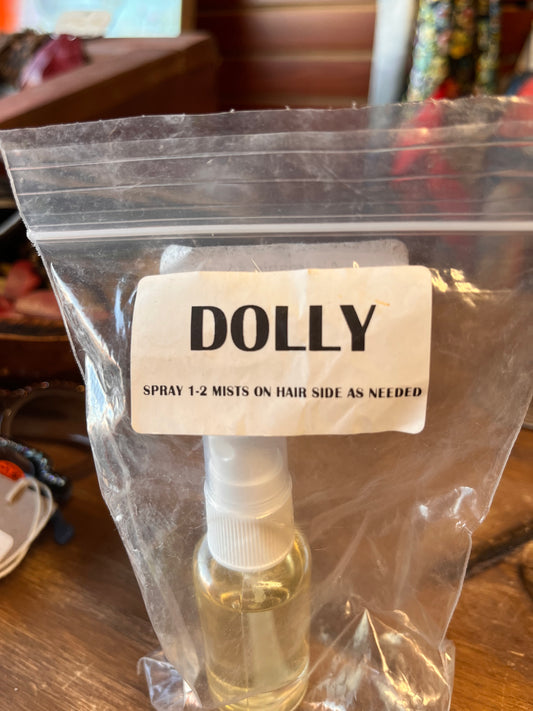 DOLLY
SPRAY 1-2 MISTS ON HAIR SIDE AS NEEDED